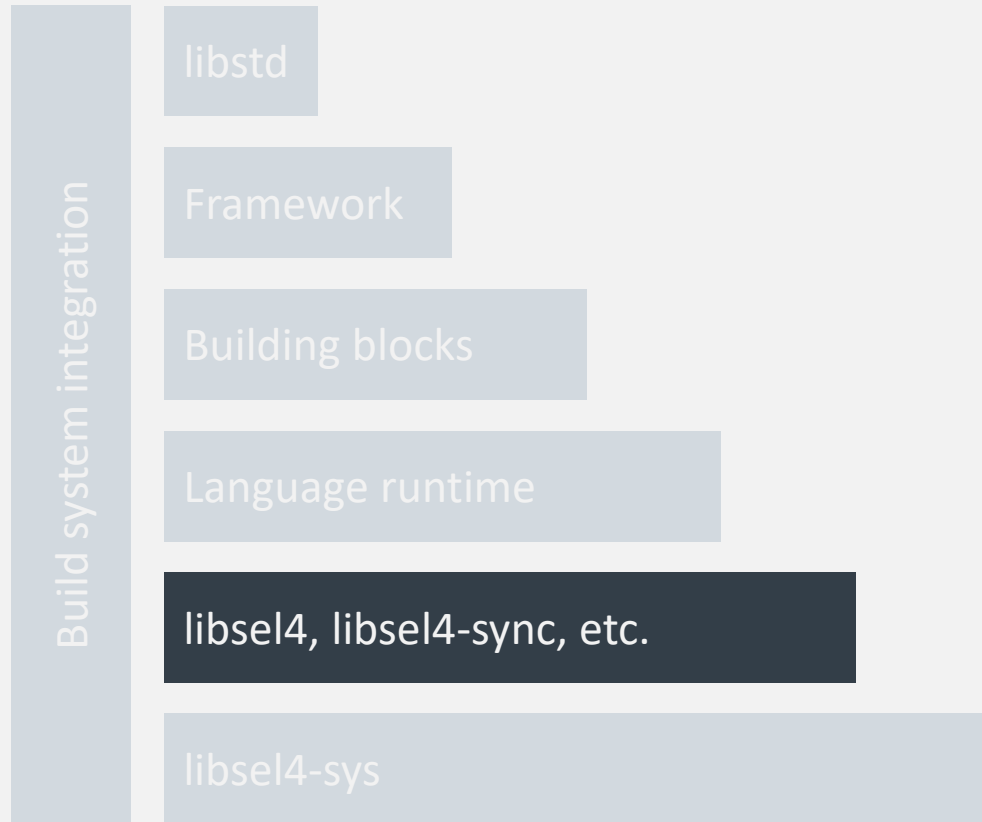 Build system integration
libstd
Framework
Building blocks
Language runtime
libsel4, libsel4-sync, etc.
libsel4-sys